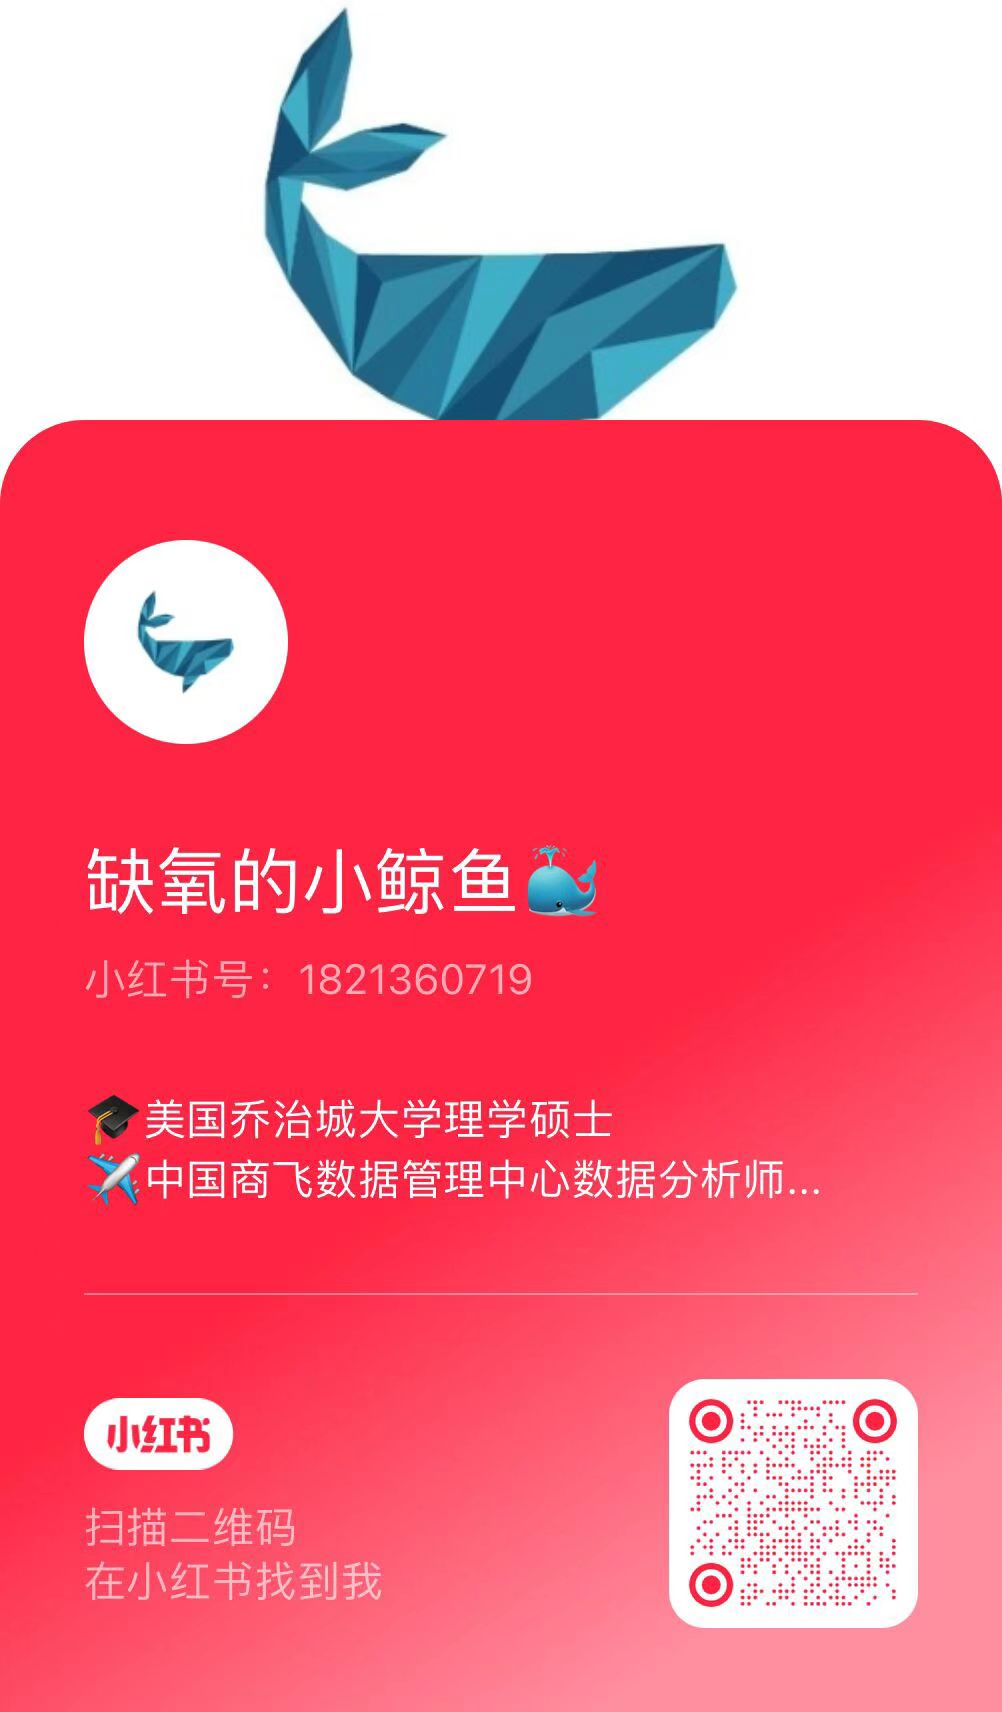 缺氧的小鲸鱼🐳
小红书号：1821360719
🎓美国乔治城大学理学硕士
✈️中国商飞数据管理中心数据分析师...
小红书
扫描二维码
在小红书找到我